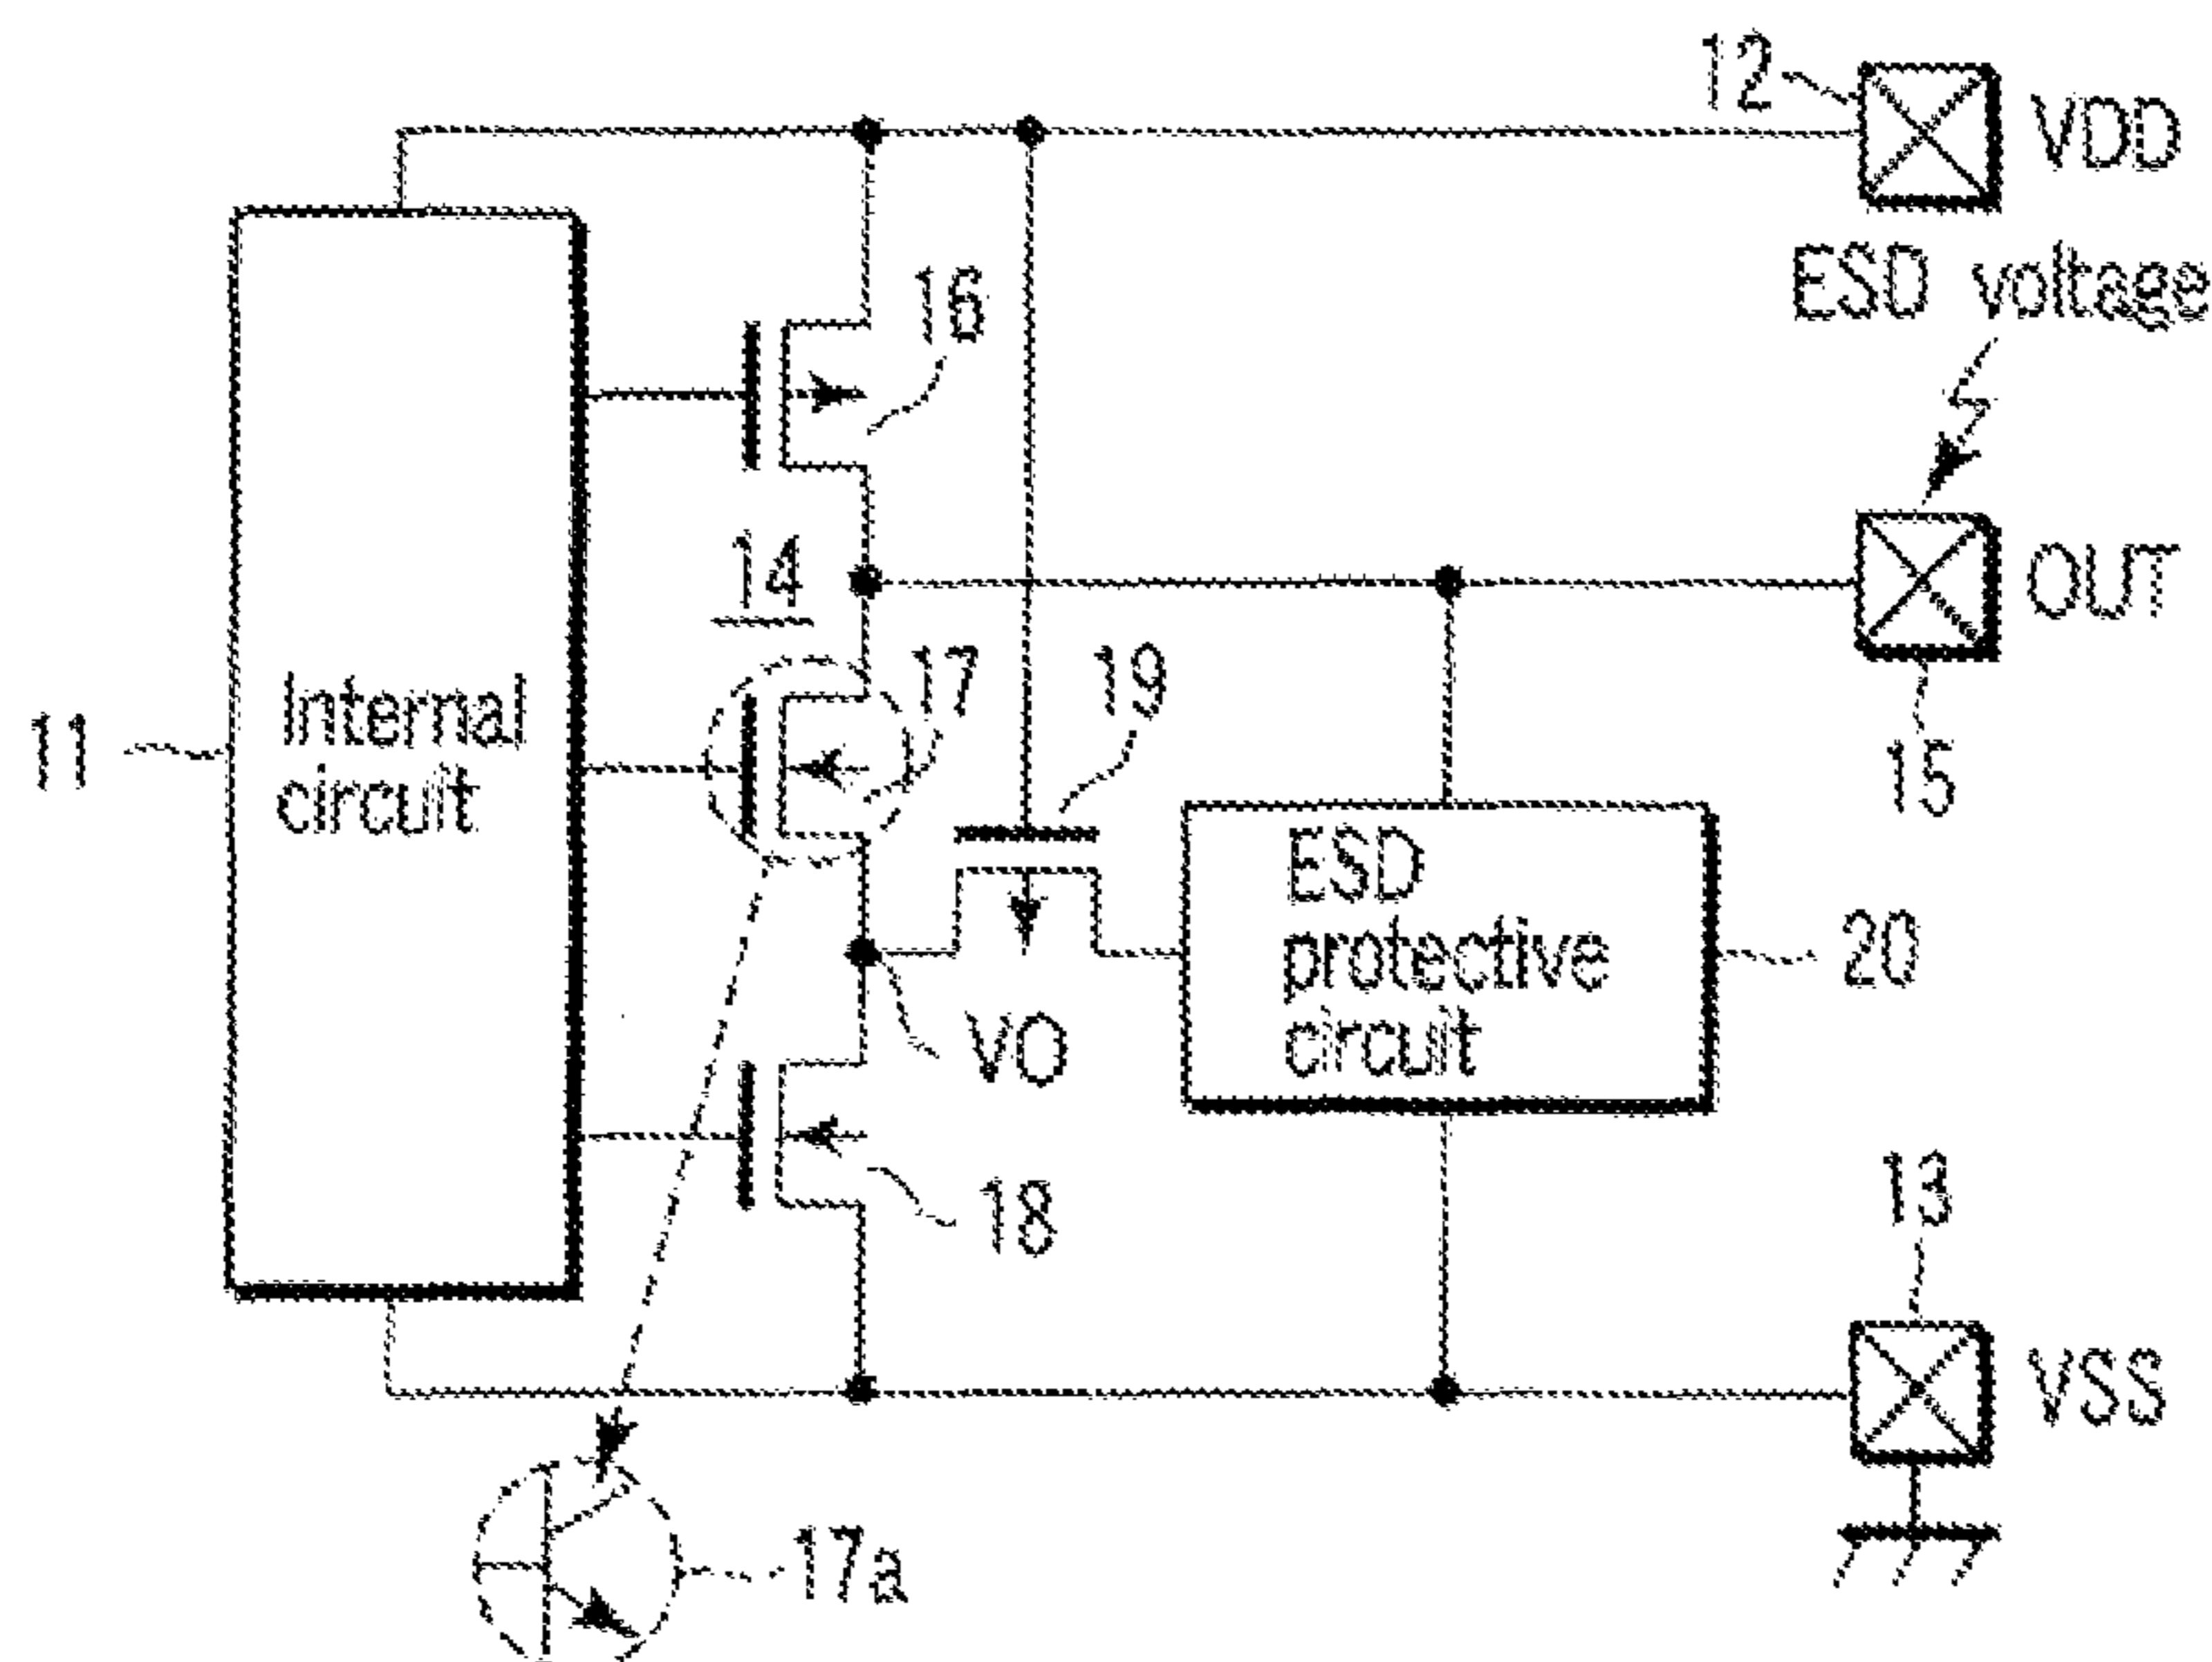 12
VDD
ESD voltage
16
14
OUT
17
19
15
11
Internal
circuit
ESD
protective
circuit
20
VO
18
13
VSS
17a